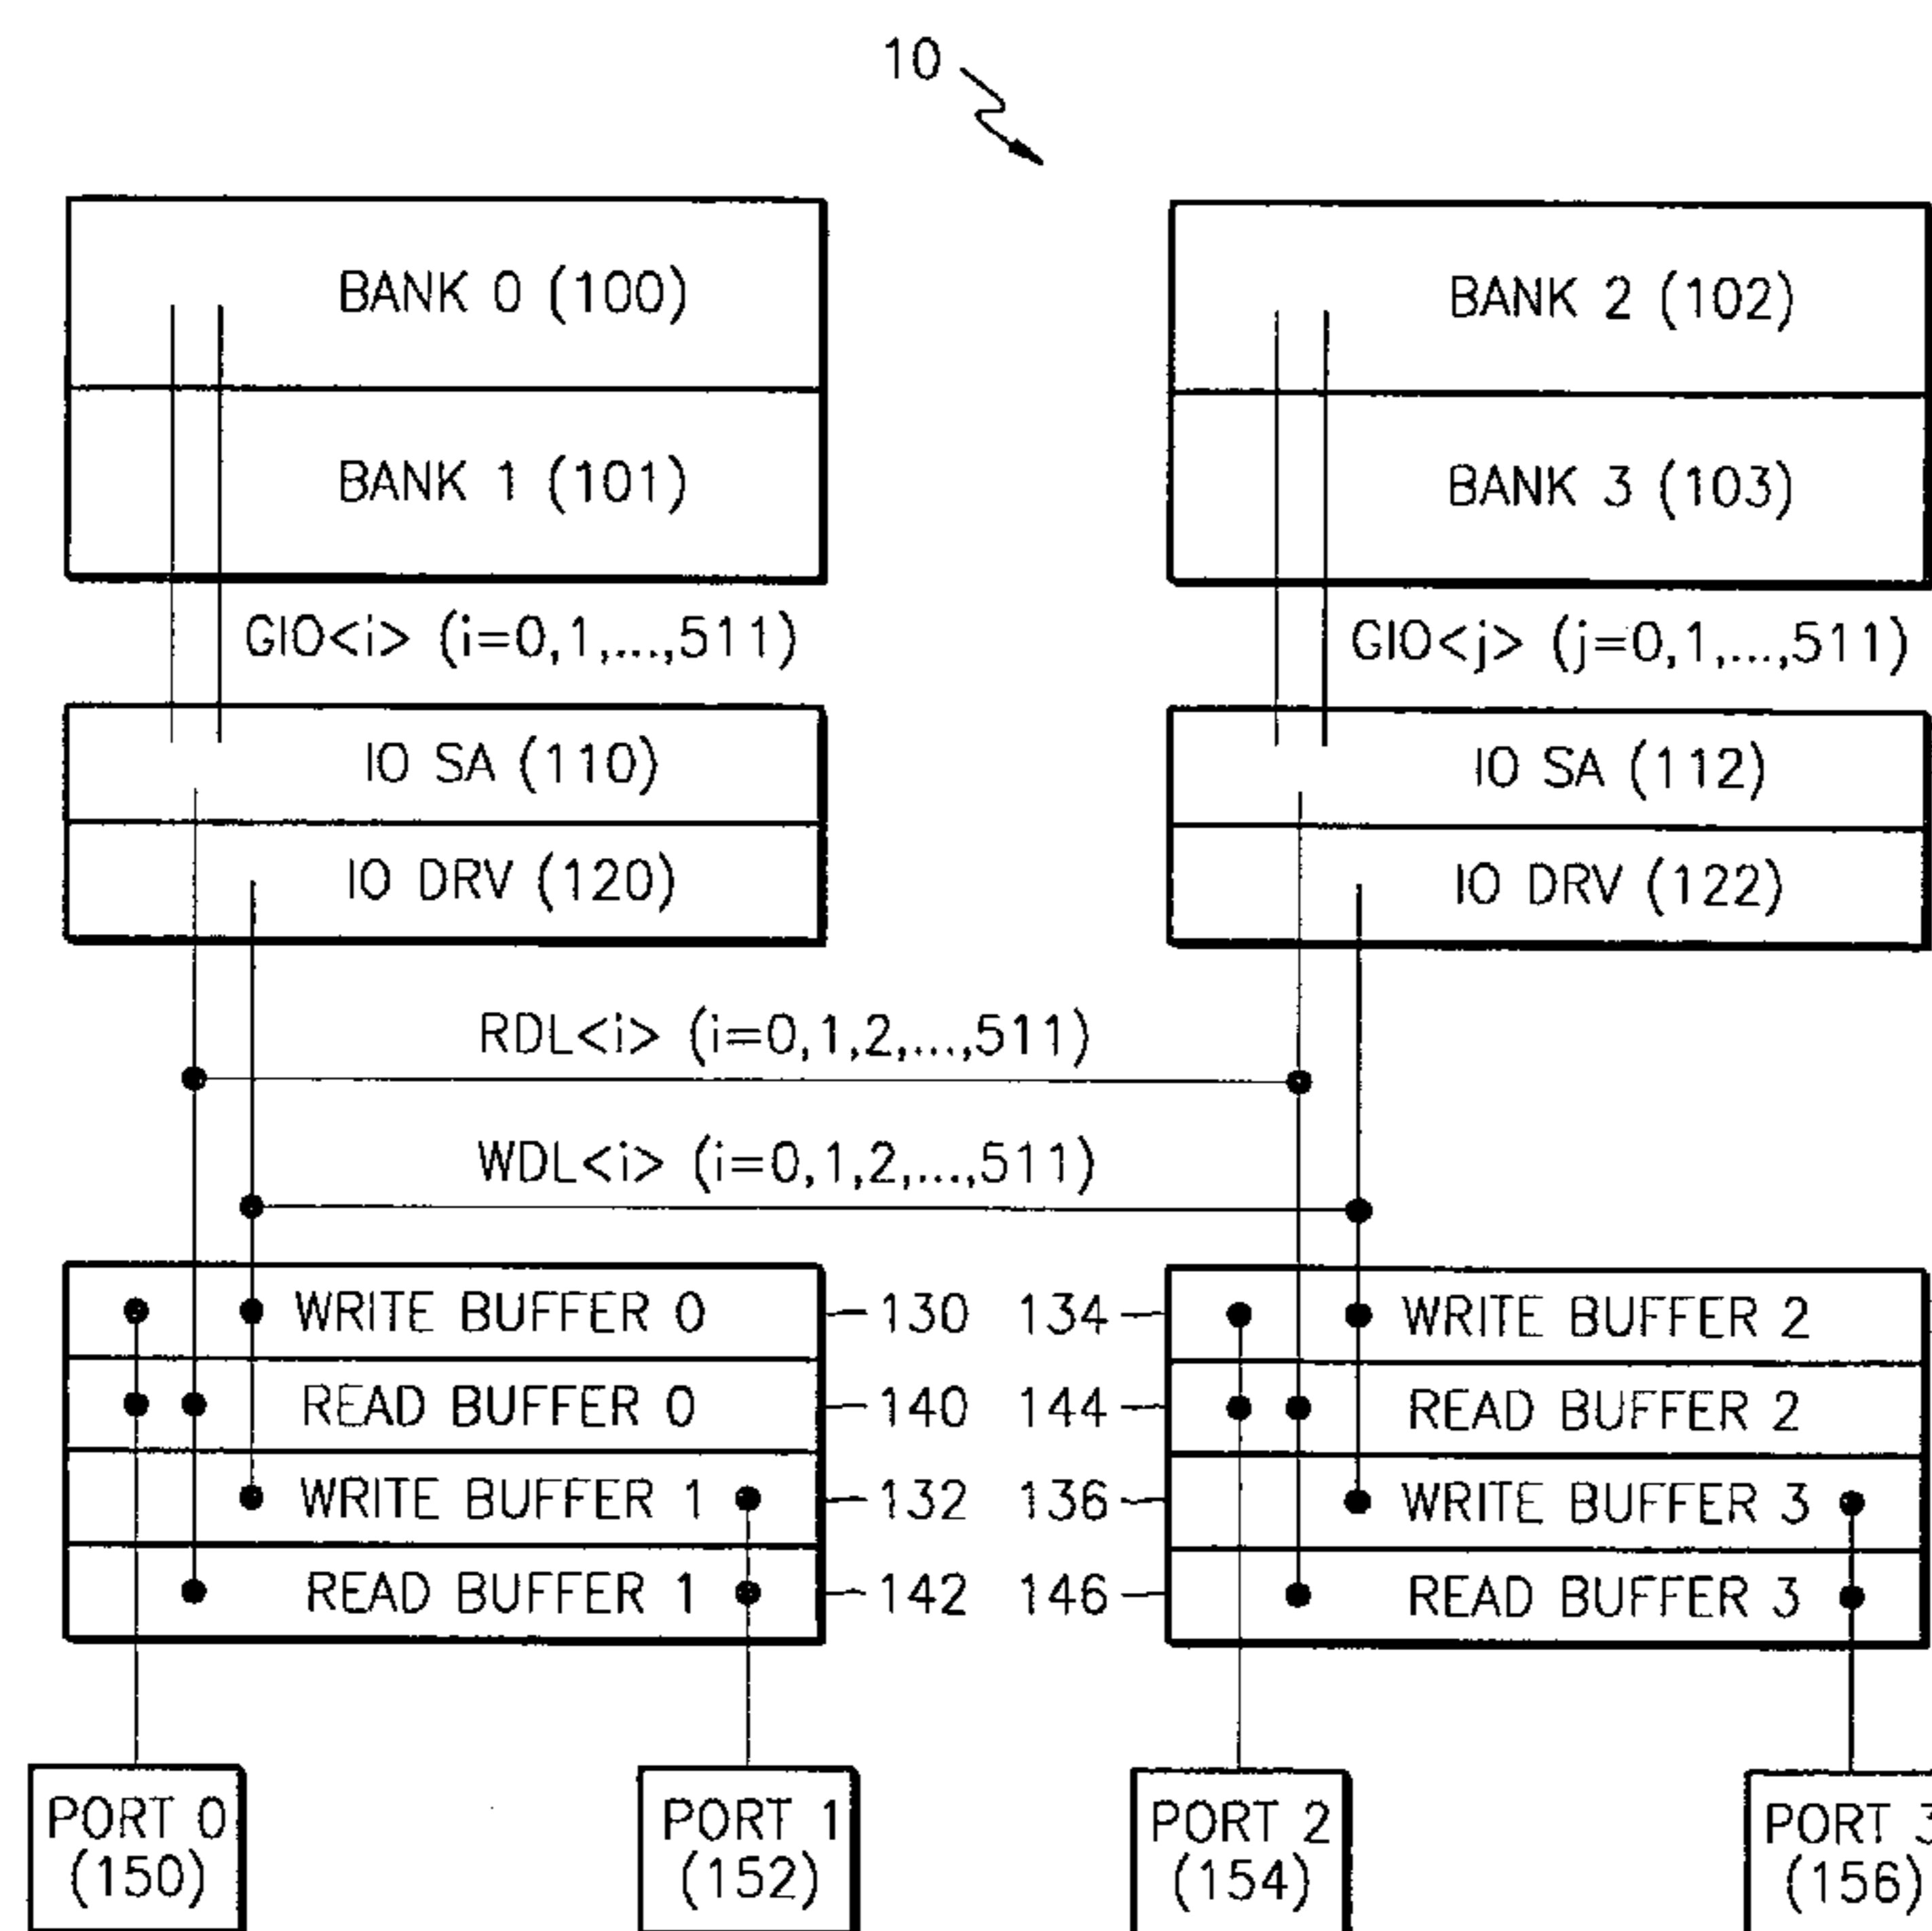 10
BANK 0 (100)
BANK 2 (102)
BANK 1 (101)
BANK 3 (103)
GIO<i> (i=0,1,...,511)
GIO<j> (j=0,1,...,511)
IO SA (110)
IO SA (112)
IO DRV (120)
IO DRV (122)
RDL<i> (i=0,1,2,...,511)
WDL<i> (i=0,1,2,...,511)
WRITE BUFFER 0
130
134
WRITE BUFFER 2
READ BUFFER 0
140
144
READ BUFFER 2
WRITE BUFFER 1
132
136
WRITE BUFFER 3
READ BUFFER 1
142
146
READ BUFFER 3
PORT 0
(150)
PORT 1
(152)
PORT 2
(154)
PORT 3
(156)